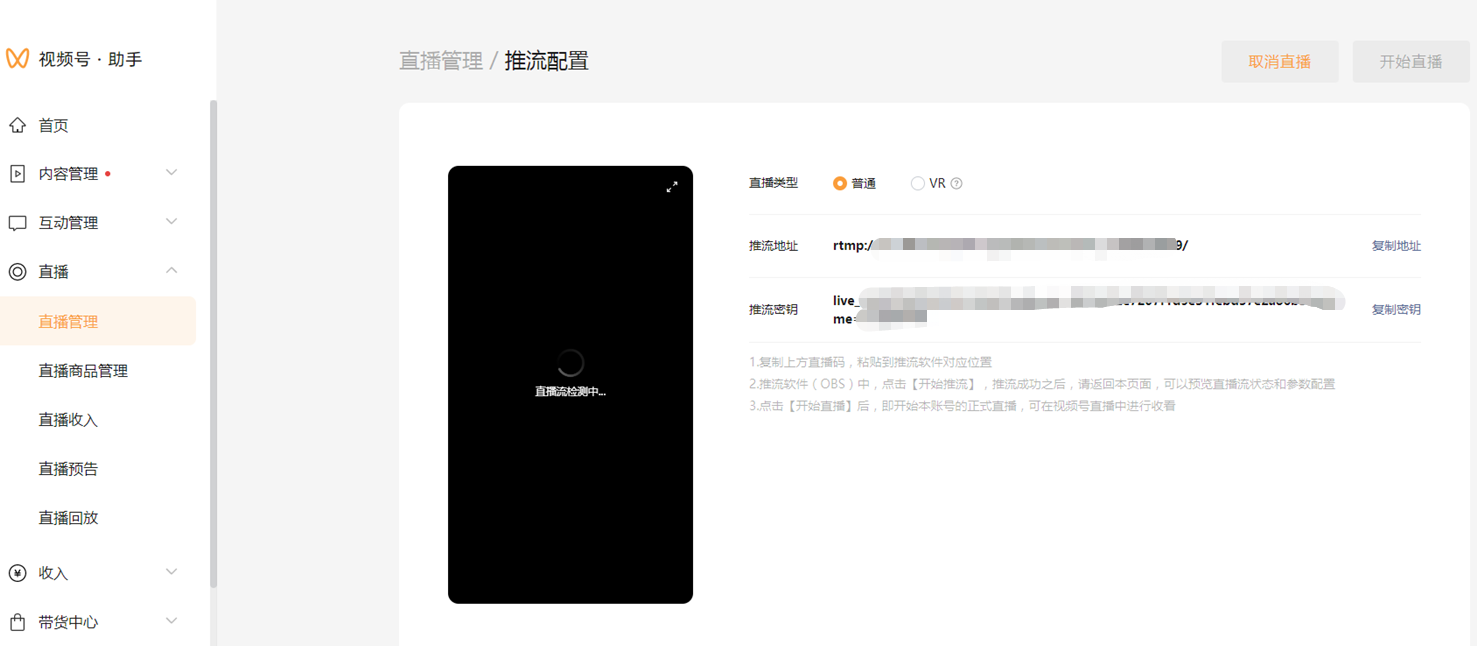 视频号·助手
首页
内容管理
互动管理
直播
直播管理
直播商品管理
直播收入
直播预告
直播回放
收入
带货中心
直播管理 / 推流配置
取消直播
开始直播
直播流检测中...
直播类型
普通
VR
推流地址
rtmp:/
9/
复制地址
推流密钥
live_
me=
复制密钥
1.复制上方直播码，粘贴到推流软件对应位置
2.推流软件（OBS）中，点击【开始推流】，推流成功之后，请返回本页面，可以预览直播流状态和参数配置
3.点击【开始直播】后，即开始本账号的正式直播，可在视频号直播中进行收看